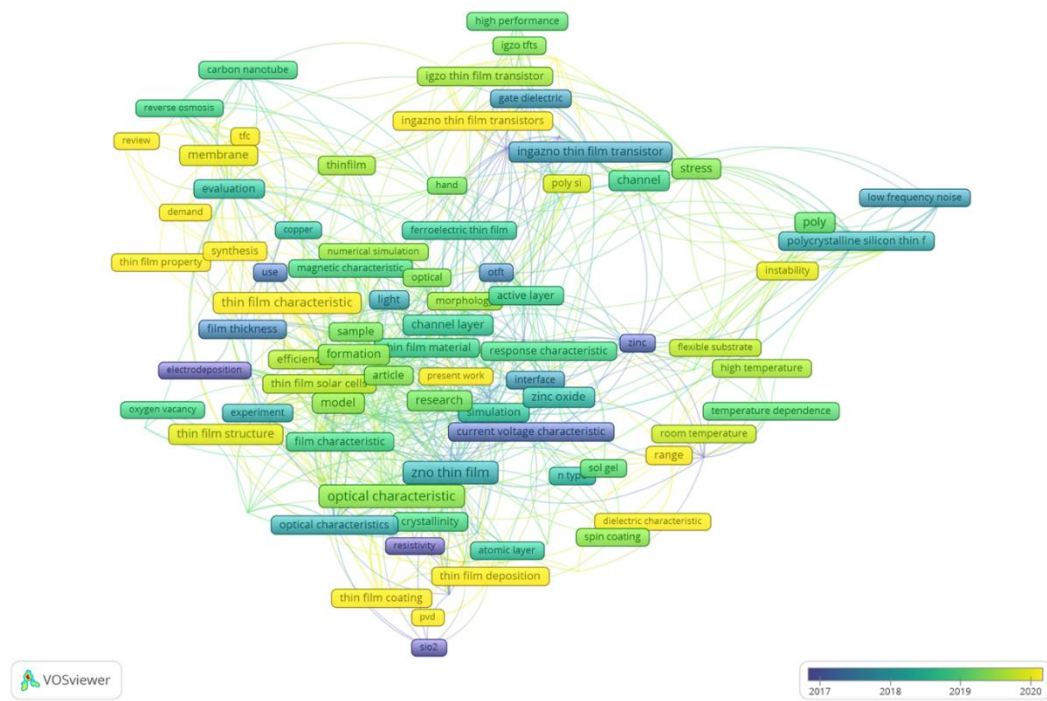 high performance
igzo tfts
carbon nanotube
igzo thin film transistor
gate dielectric
reverse osmosis
ingazno thin film transistors
review
tfc
membrane
ingazno thin film transistor
thinfilm
stress
channel
hand
poly si
evaluation
low frequency noise
demand
poly
copper
ferroelectric thin film
polycrystalline silicon thin f
synthesis
numerical simulation
thin film property
use
magnetic characteristic
optical
otft
instability
thin film characteristic
light
morpholog
active layer
film thickness
sample
channel layer
zinc
formation
thin film material
response characteristic
flexible substrate
efficienc
electrodeposition
article
present work
high temperature
thin film solar cells
interface
model
research
zinc oxide
oxygen vacancy
experiment
simulation
temperature dependence
thin film structure
film characteristic
current voltage characteristic
room temperature
range
zno thin film
n type
sol gel
optical characteristic
optical characteristics
crystallinity
dielectric characteristic
spin coating
resistivity
atomic layer
thin film deposition
thin film coating
pvd
sio2
VOSviewer
2017 2018 2019 2020